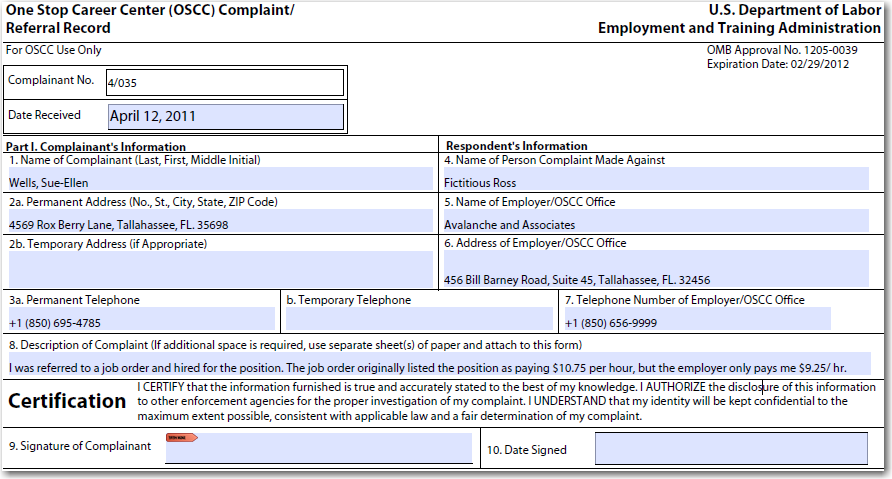 One Stop Career Center (OSCC) Complaint/
Referral Record
U.S. Department of Labor
Employment and Training Administration
For OSCC Use Only
OMB Approval No. 1205-0039
Expiration Date: 02/29/2012
Complainant No. 4/035
Date Received April 12, 2011
Part I. Complainant's Information
Respondent's Information
1. Name of Complainant (Last, First, Middle Initial)
Wells, Sue-Ellen
4. Name of Person Complaint Made Against
Fictitious Ross
2a. Permanent Address (No., St., City, State, ZIP Code)
4569 Rox Berry Lane, Tallahassee, FL. 35698
5. Name of Employer/OSCC Office
Avalanche and Associates
2b. Temporary Address (if Appropriate)
6. Address of Employer/OSCC Office
456 Bill Barney Road, Suite 45, Tallahassee, FL. 32456
3a. Permanent Telephone
+1 (850) 695-4785
b. Temporary Telephone
7. Telephone Number of Employer/OSCC Office
+1 (850) 656-9999
8. Description of Complaint (If additional space is required, use separate sheet(s) of paper and attach to this form)
I was referred to a job order and hired for the position. The job order originally listed the position as paying $10.75 per hour, but the employer only pays me $9.25/ hr.
Certification
I CERTIFY that the information furnished is true and accurately stated to the best of my knowledge. I AUTHORIZE the disclosure of this information
to other enforcement agencies for the proper investigation of my complaint. I UNDERSTAND that my identity will be kept confidential to the
maximum extent possible, consistent with applicable law and a fair determination of my complaint.
9. Signature of Complainant
10. Date Signed